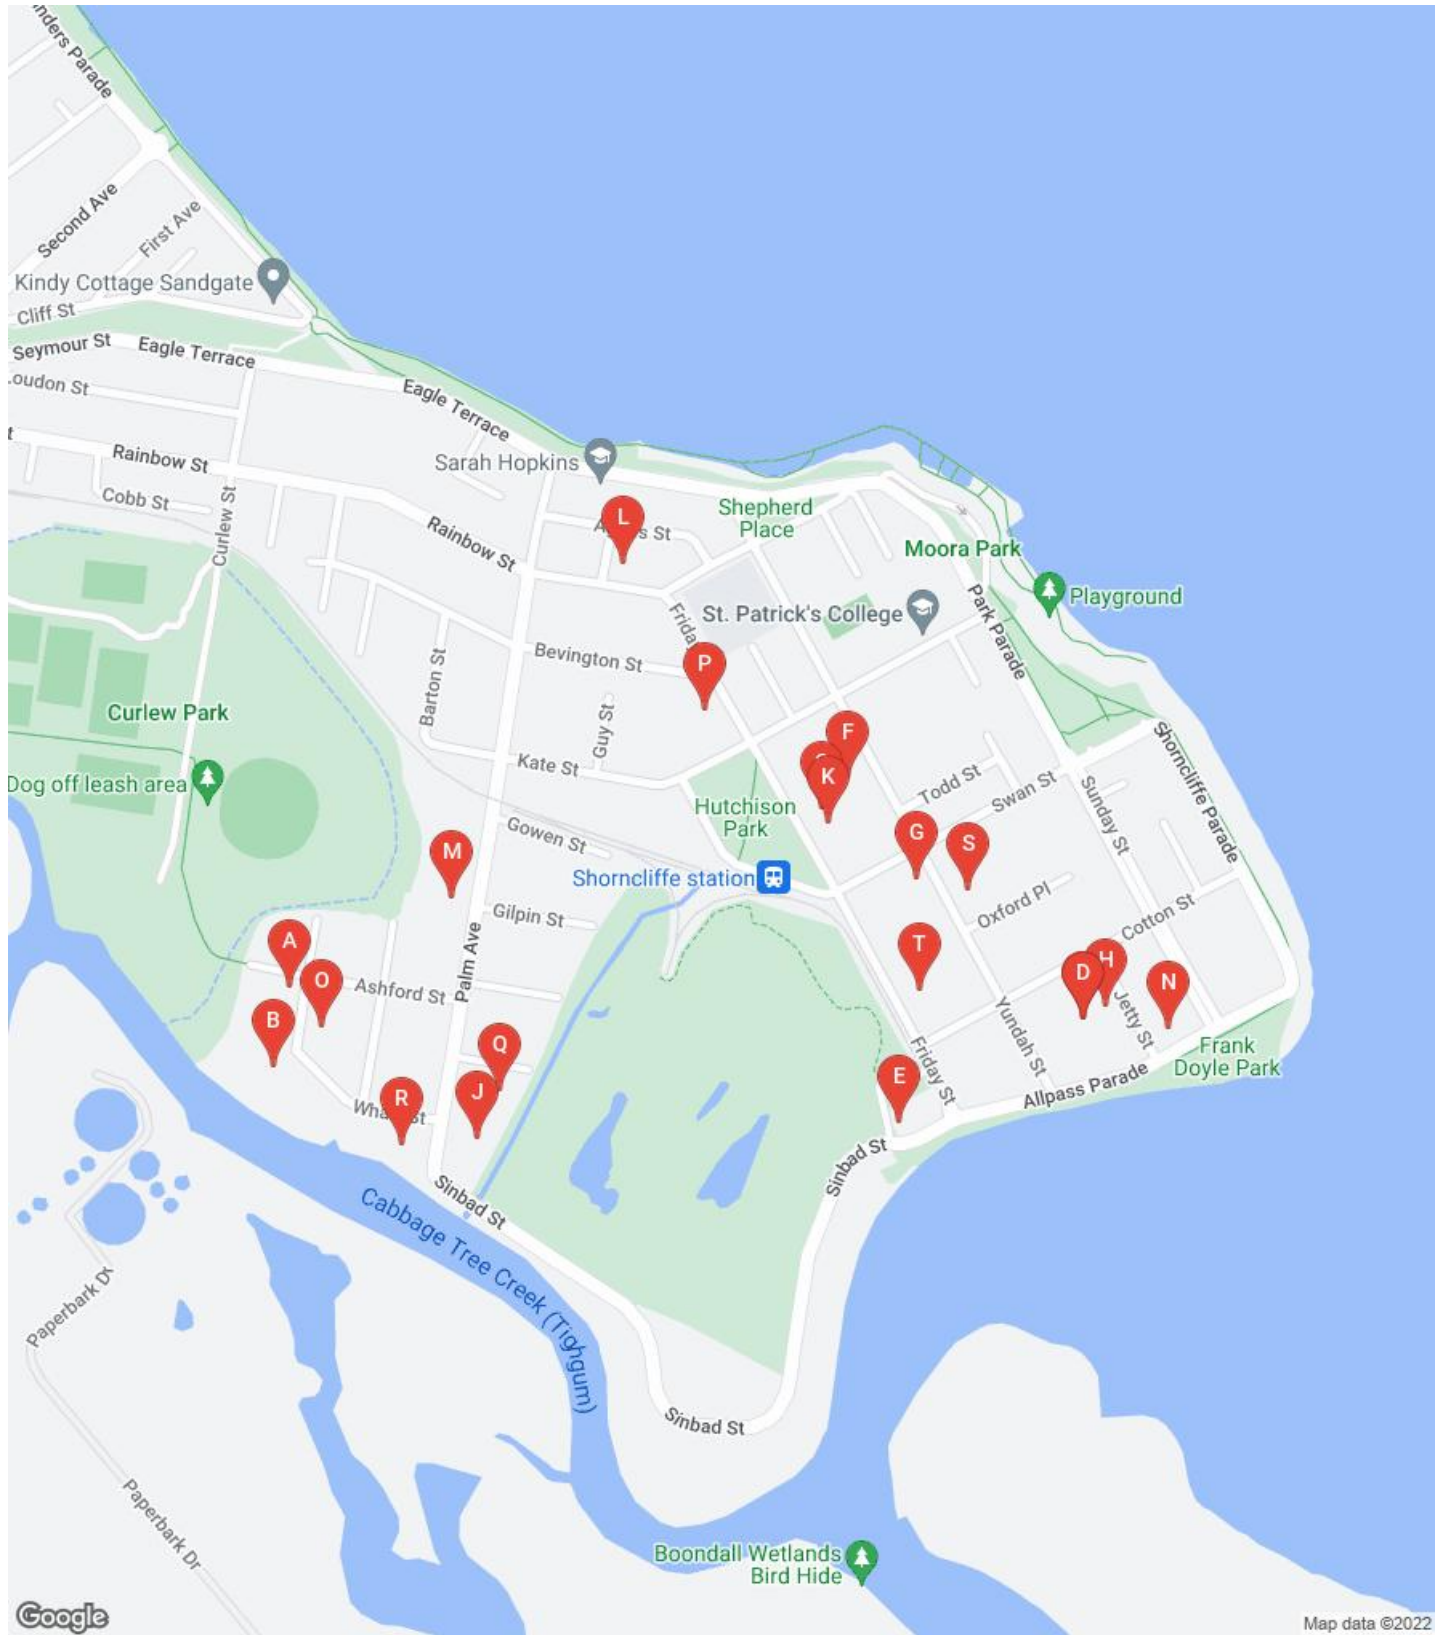 nders Parade
Second Ave
First Ave
Kindy Cottage Sandgate
Cliff St
Seymour St
Eagle Terrace
oudon St
Eagle Terrace
Rainbow St
Sarah Hopkins
Cobb St
Curlew St
Rainbow St
L
Shepherd
Place
Moora Park
Playground
St. Patrick's College
Park Parade
Bevington St
P
Barton St
Curlew Park
Guy St
F
Kate St
K
Dog off leash area
Hutchison
Park
Todd St
Swan St
Sunday St
Shorncliffe Parade
Gowen St
G
S
M
Shorncliffe station
Gilpin St
Oxford Pl
Cotton St
A
T
Palm Ave
O
Ashford St
H
D
N
Jetty St
B
Q
Yundah St
Friday St
Frank
Doyle Park
E
Allpass Parade
R
J
Sinbad St
Sinbad St
Cabbage Tree Creek (Tighgum)
Paperbark Dr
Sinbad St
Paperbark Dr
Boondall Wetlands
Bird Hide
Google
Map data ©2022